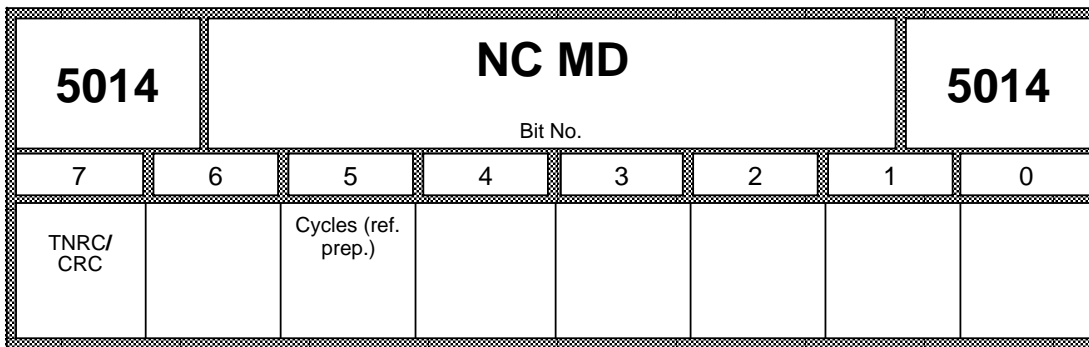 5014 NC MD 5014
Bit No.
7 6 5 4 3 2 1 0
TNRC/
CRC
Cycles (ref.
prep.)